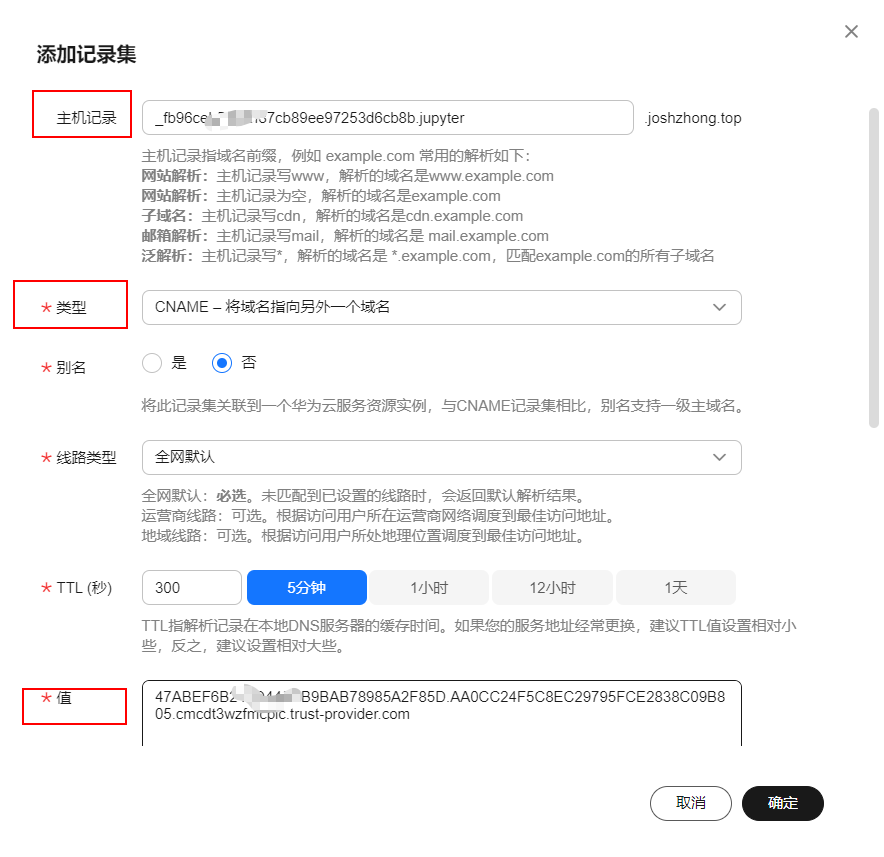 添加记录集
主机记录
_fb96ce 37cb89ee97253d6cb8b.jupyter
.joshzhong.top
主机记录指域名前缀，例如 example.com 常用的解析如下：
网站解析：主机记录写www，解析的域名是www.example.com
网站解析：主机记录为空，解析的域名是example.com
子域名：主机记录写cdn，解析的域名是cdn.example.com
邮箱解析：主机记录写mail，解析的域名是 mail.example.com
泛解析：主机记录写*，解析的域名是 *.example.com，匹配example.com的所有子域名
* 类型
CNAME – 将域名指向另外一个域名
* 别名
是
否
将此记录集关联到一个华为云服务资源实例，与CNAME记录集相比，别名支持一级主域名。
* 线路类型
全网默认
全网默认：必选。未匹配到已设置的线路时，会返回默认解析结果。
运营商线路：可选。根据访问用户所在运营商网络调度到最佳访问地址。
地域线路：可选。根据访问用户所处地理位置调度到最佳访问地址。
* TTL (秒)
300
5分钟
1小时
12小时
1天
TTL指解析记录在本地DNS服务器的缓存时间。如果您的服务地址经常更换，建议TTL值设置相对小
些，反之，建议设置相对大些。
* 值
47ABEF6B2 B9BAB78985A2F85D.AA0CC24F5C8EC29795FCE2838C09B8
05.cmcdt3wzfmcpic.trust-provider.com
取消
确定